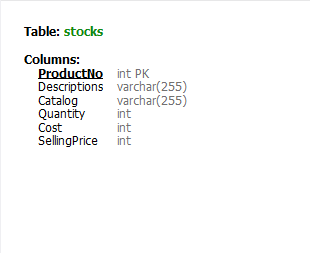 Table: stocks
Columns:
ProductNo int PK
Descriptions varchar(255)
Catalog varchar(255)
Quantity int
Cost int
SellingPrice int